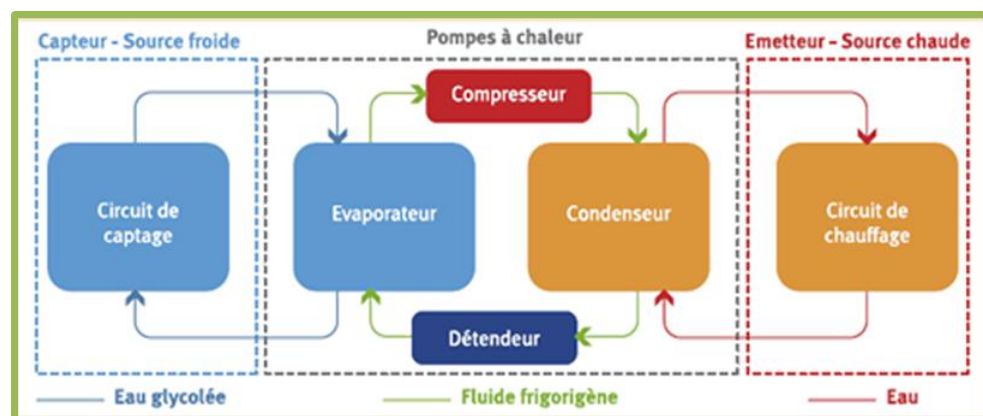 Capteur - Source froide
Pompes à chaleur
Emetteur - Source chaude
Compresseur
Circuit de
captage
Evaporateur
Condenseur
Circuit de
chauffage
Détendeur
Eau glycolée
Fluide frigorigène
Eau